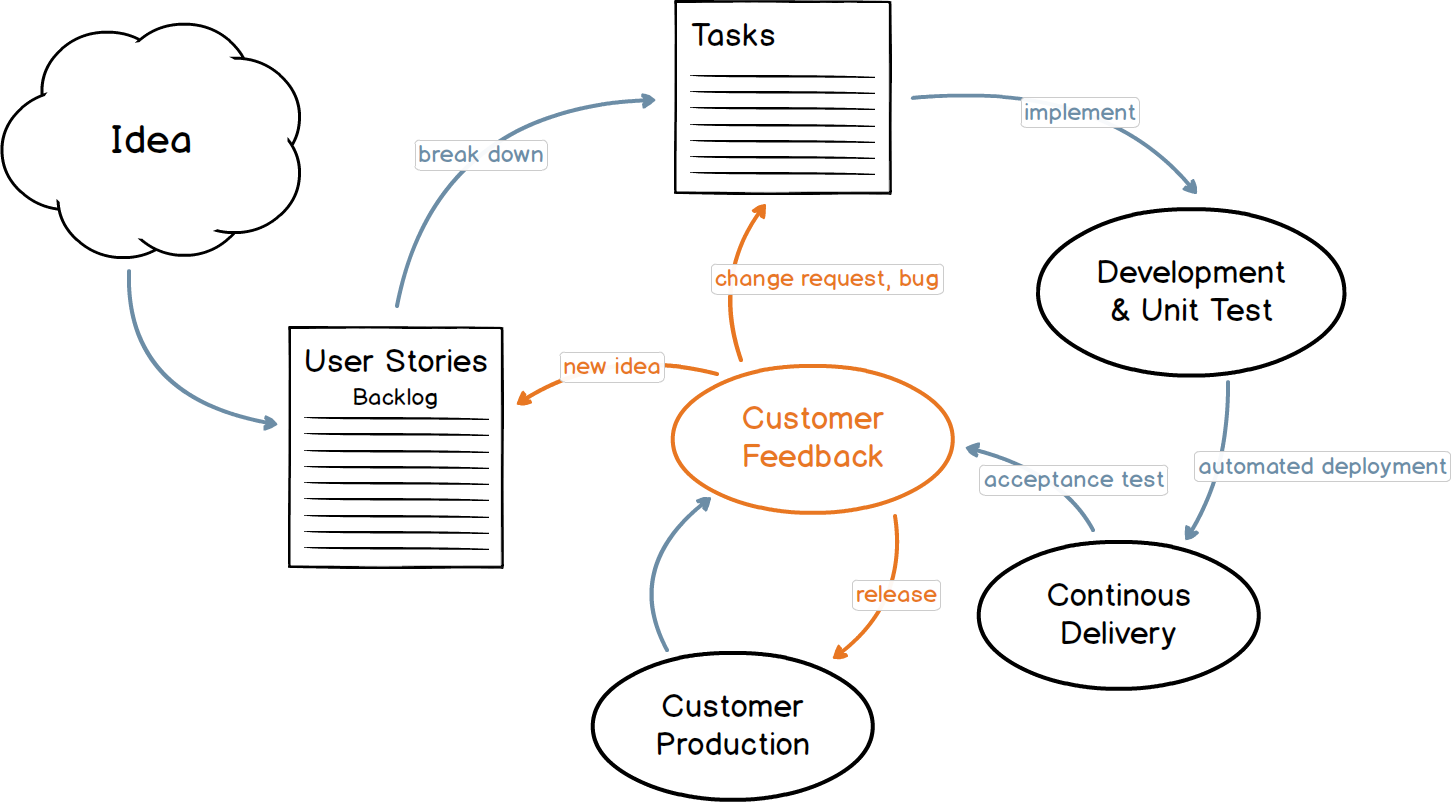 Idea
Tasks
implement
break down
Development
& Unit Test
change request, bug
User Stories
Backlog
new idea
Customer
Feedback
acceptance test
automated deployment
release
Continous
Delivery
Customer
Production